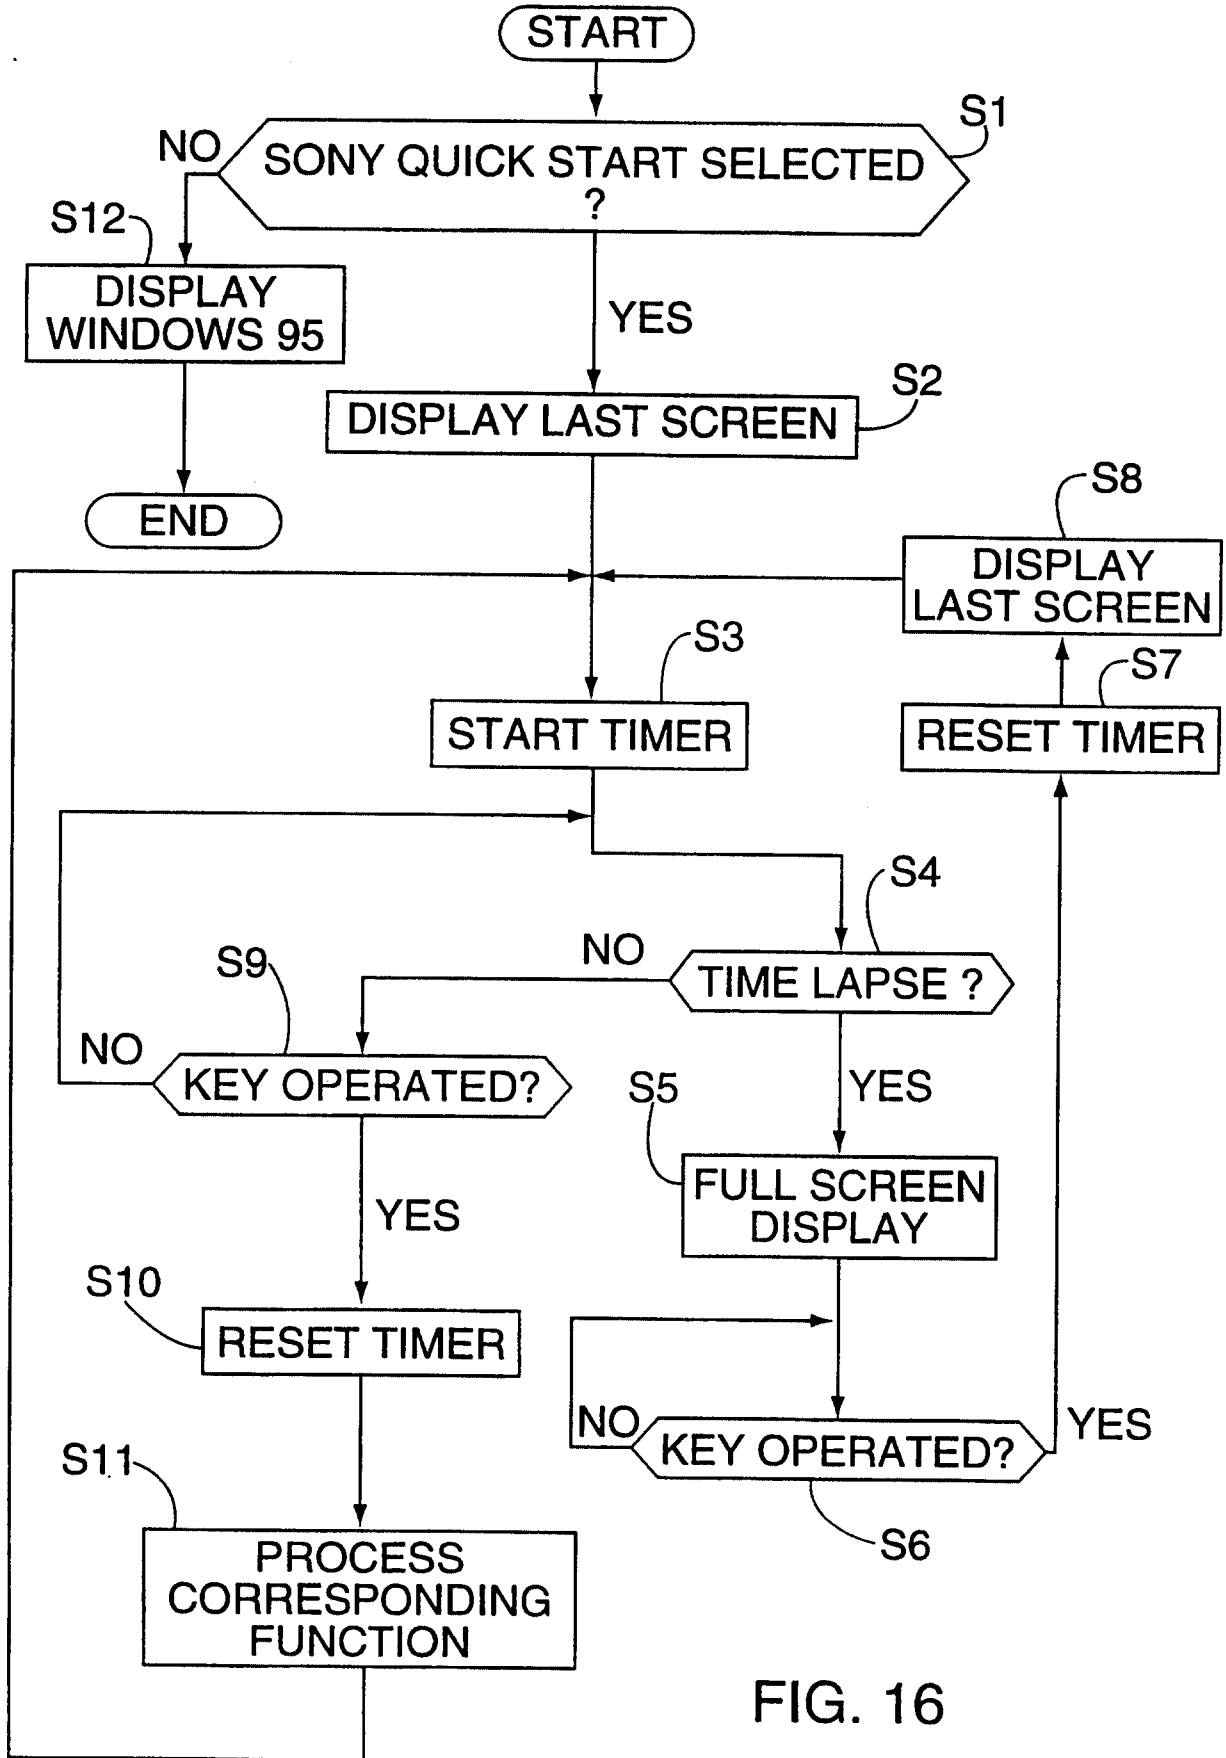 START
S1
NO
SONY QUICK START SELECTED
?
S12
DISPLAY
WINDOWS 95
YES
S2
DISPLAY LAST SCREEN
END
S8
DISPLAY
LAST SCREEN
S3
S7
START TIMER
RESET TIMER
S4
NO
TIME LAPSE ?
S9
NO
KEY OPERATED?
YES
S5
FULL SCREEN
DISPLAY
YES
S10
RESET TIMER
NO
KEY OPERATED?
YES
S6
S11
PROCESS
CORRESPONDING
FUNCTION
FIG. 16